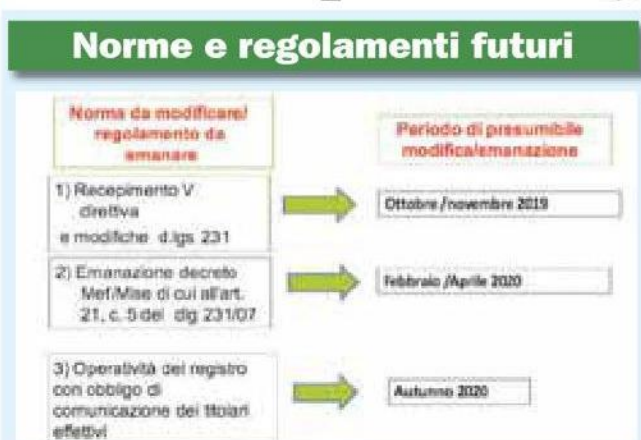 Norme e regolamenti futuri
Norma da modificare/
regolamento da
emanare
Periodo di presumibile
modifica/emanazione
1) Recepimento V
direttiva
e modifiche d.lgs 231
Ottobre /novembre 2019
2) Emanazione decreto
Mef/Mise di cui all'art.
21, c. 5 del dlg 231/07
Febbraio /Aprile 2020
3) Operatività del registro
con obbligo di
comunicazione dei titolari
effettivi
Autunno 2020